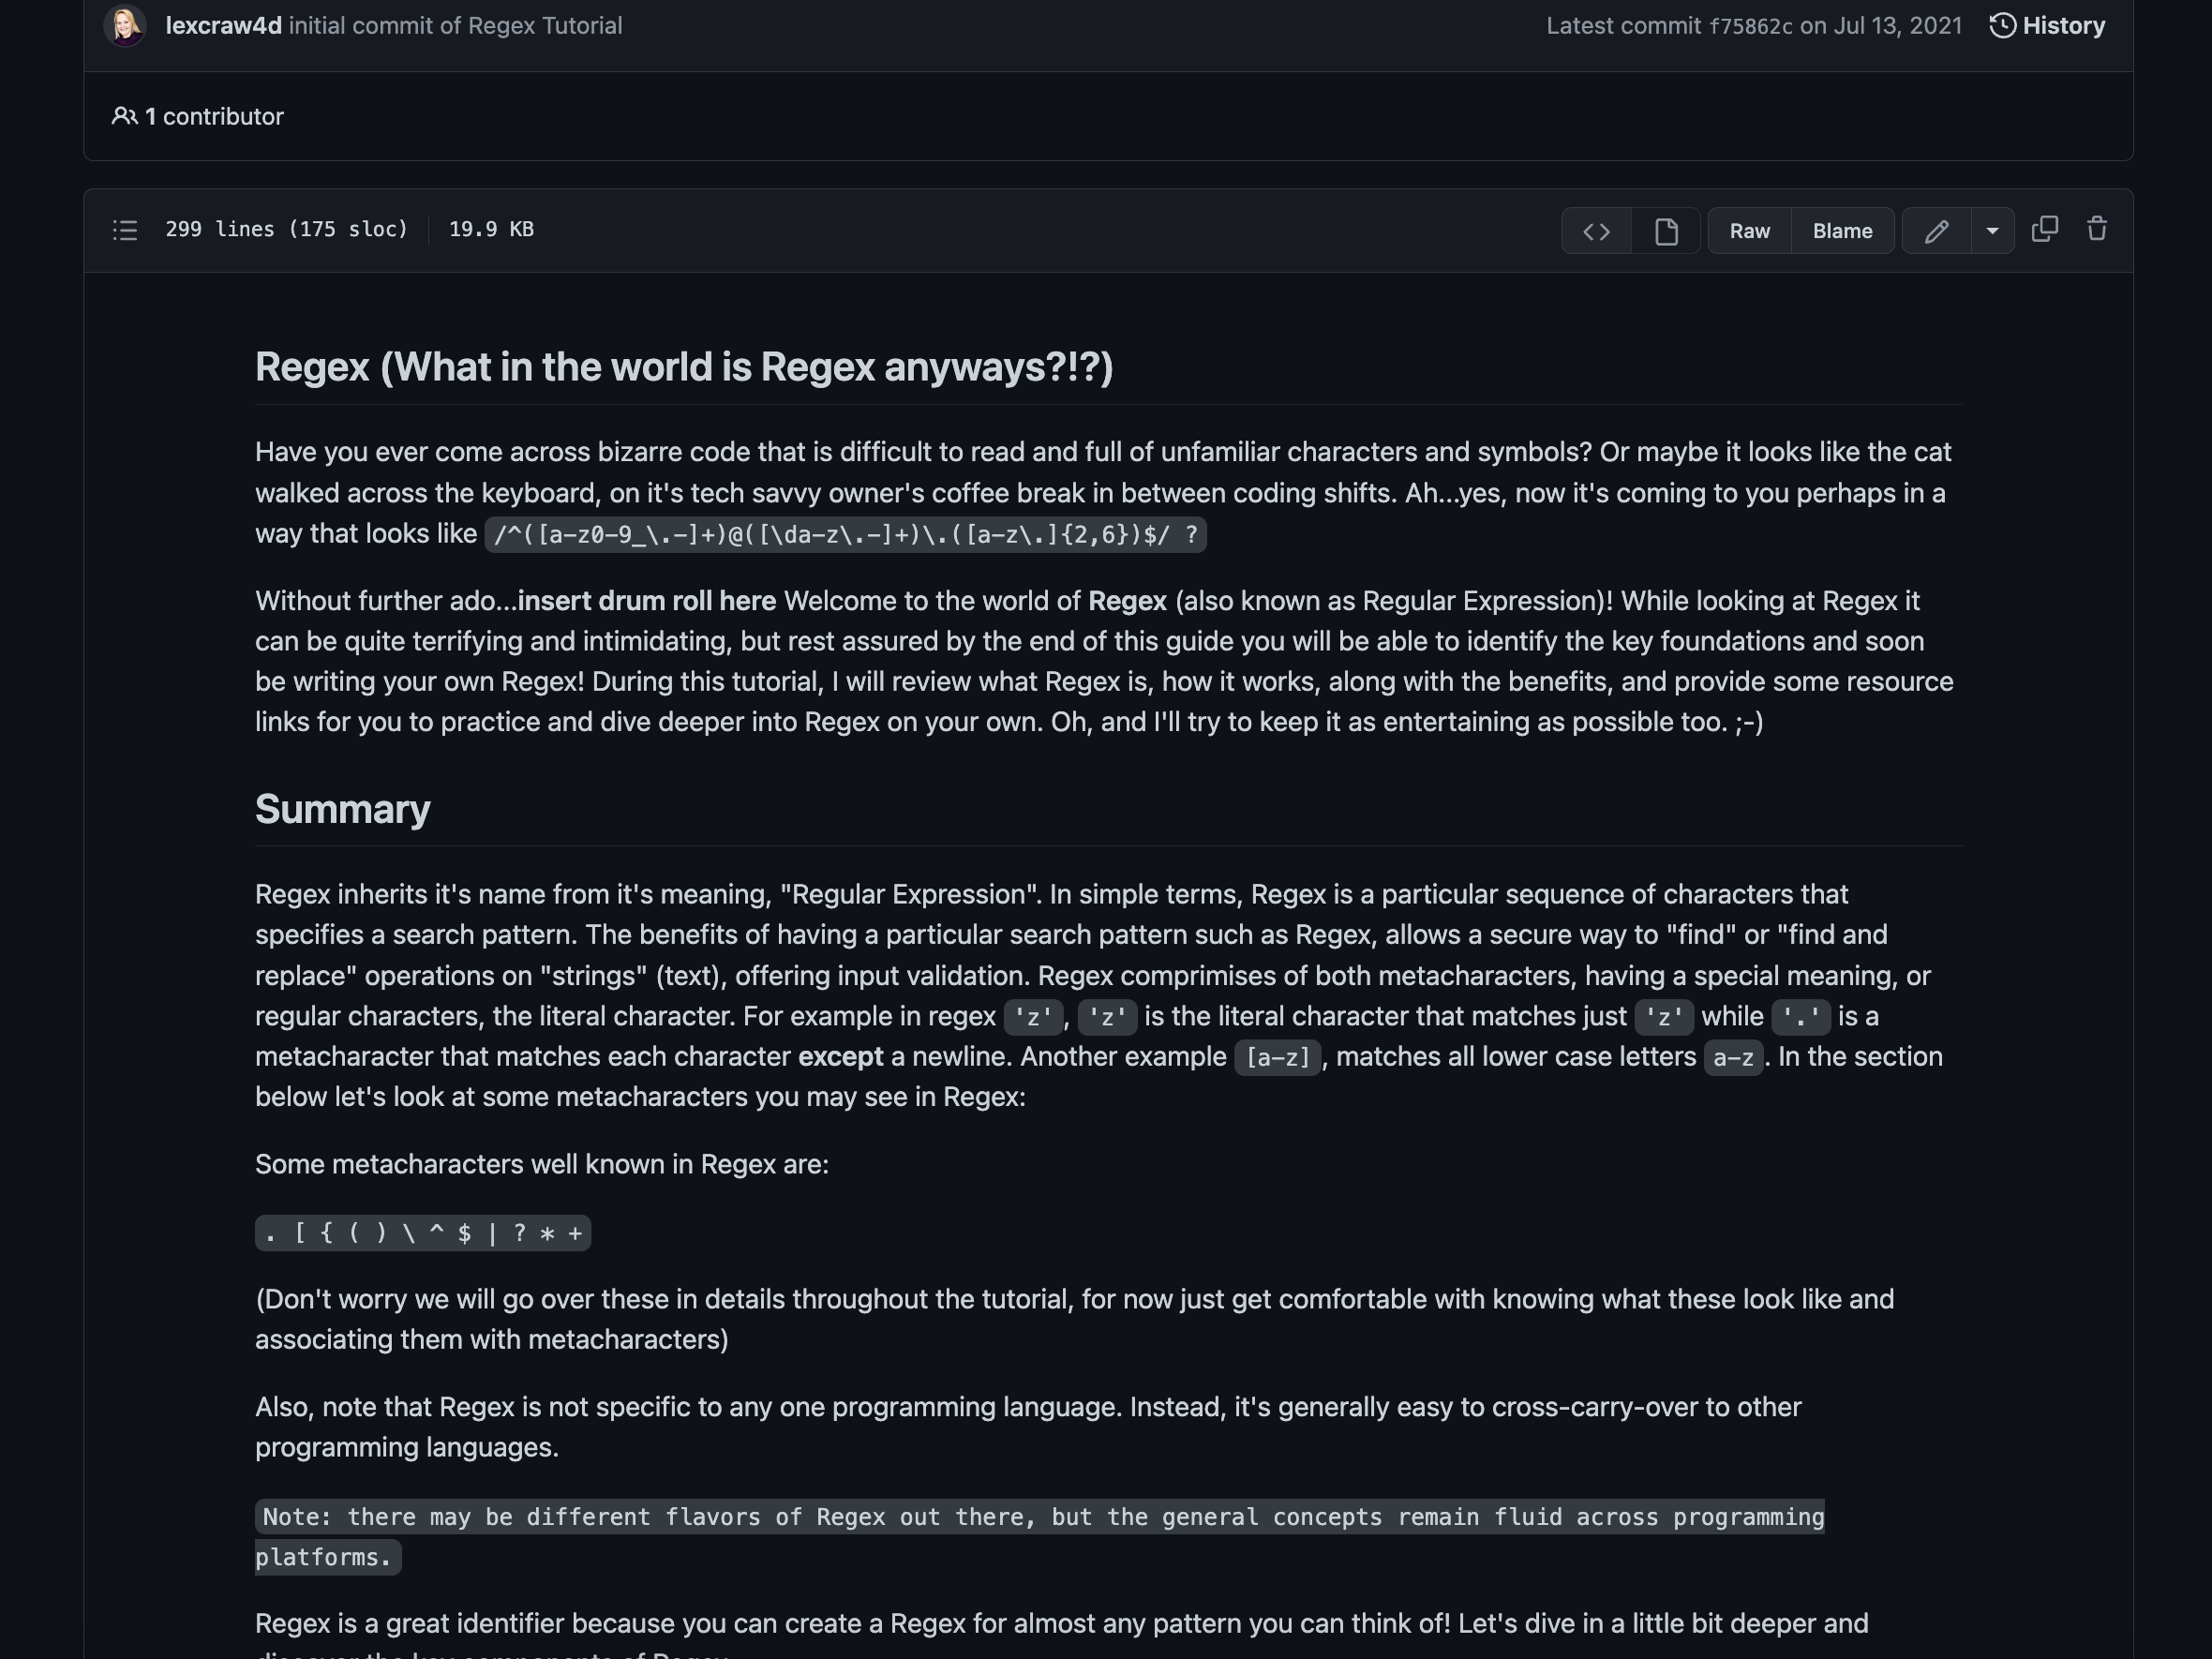 lexcraw4d initial commit of Regex Tutorial
Latest commit f75862c on Jul 13, 2021 History
1 contributor
299 lines (175 sloc) 19.9 KB
Raw Blame
Regex (What in the world is Regex anyways?!?)
Have you ever come across bizarre code that is difficult to read and full of unfamiliar characters and symbols? Or maybe it looks like the cat
walked across the keyboard, on it's tech savvy owner's coffee break in between coding shifts. Ah...yes, now it's coming to you perhaps in a
way that looks like /^([a-z0-9_\.-]+)@([\da-z\.-]+)\.([a-z\.]{2,6})$/ ?
Without further ado...insert drum roll here Welcome to the world of Regex (also known as Regular Expression)! While looking at Regex it
can be quite terrifying and intimidating, but rest assured by the end of this guide you will be able to identify the key foundations and soon
be writing your own Regex! During this tutorial, I will review what Regex is, how it works, along with the benefits, and provide some resource
links for you to practice and dive deeper into Regex on your own. Oh, and I'll try to keep it as entertaining as possible too. ;-)
Summary
Regex inherits it's name from it's meaning, "Regular Expression". In simple terms, Regex is a particular sequence of characters that
specifies a search pattern. The benefits of having a particular search pattern such as Regex, allows a secure way to "find" or "find and
replace" operations on "strings" (text), offering input validation. Regex comprimises of both metacharacters, having a special meaning, or
regular characters, the literal character. For example in regex 'z', 'z' is the literal character that matches just 'z' while '.' is a
metacharacter that matches each character except a newline. Another example [a-z], matches all lower case letters a-z. In the section
below let's look at some metacharacters you may see in Regex:
Some metacharacters well known in Regex are:
. [ { ( ) \ ^ $ | ? * +
(Don't worry we will go over these in details throughout the tutorial, for now just get comfortable with knowing what these look like and
associating them with metacharacters)
Also, note that Regex is not specific to any one programming language. Instead, it's generally easy to cross-carry-over to other
programming languages.
Note: there may be different flavors of Regex out there, but the general concepts remain fluid across programming
platforms.
Regex is a great identifier because you can create a Regex for almost any pattern you can think of! Let's dive in a little bit deeper and
discover the key components of Regex